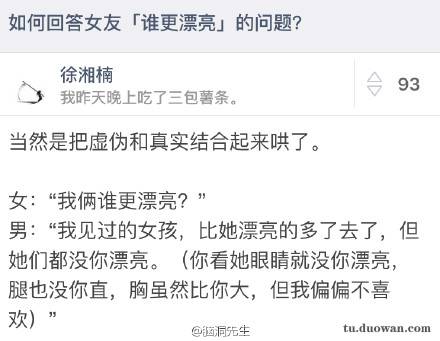 如何回答女友「谁更漂亮」的问题?
徐湘楠
我昨天晚上吃了三包薯条。
93
当然是把虚伪和真实结合起来哄了。
女:“我俩谁更漂亮?”
男:“我见过的女孩，比她漂亮的多了去了，但
她们都没你漂亮。（你看她眼睛就没你漂亮，
腿也没你直，胸虽然比你大，但我偏偏不喜
欢）”
@脑洞先生
tu.duowan.com